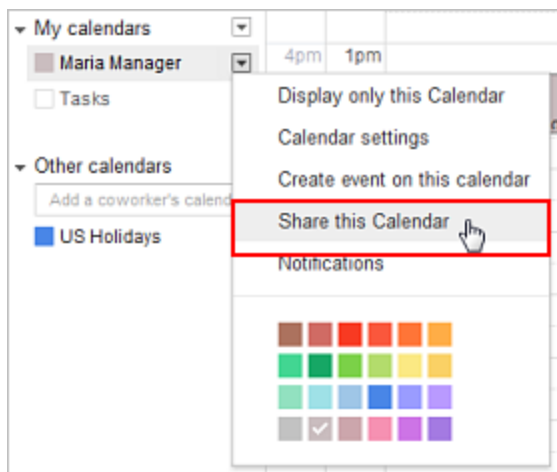 My calendars
4pm 1pm
Maria Manager
Tasks
Display only this Calendar
Calendar settings
Create event on this calendar
Share this Calendar
Notifications
Other calendars
Add a coworker's calend
US Holidays